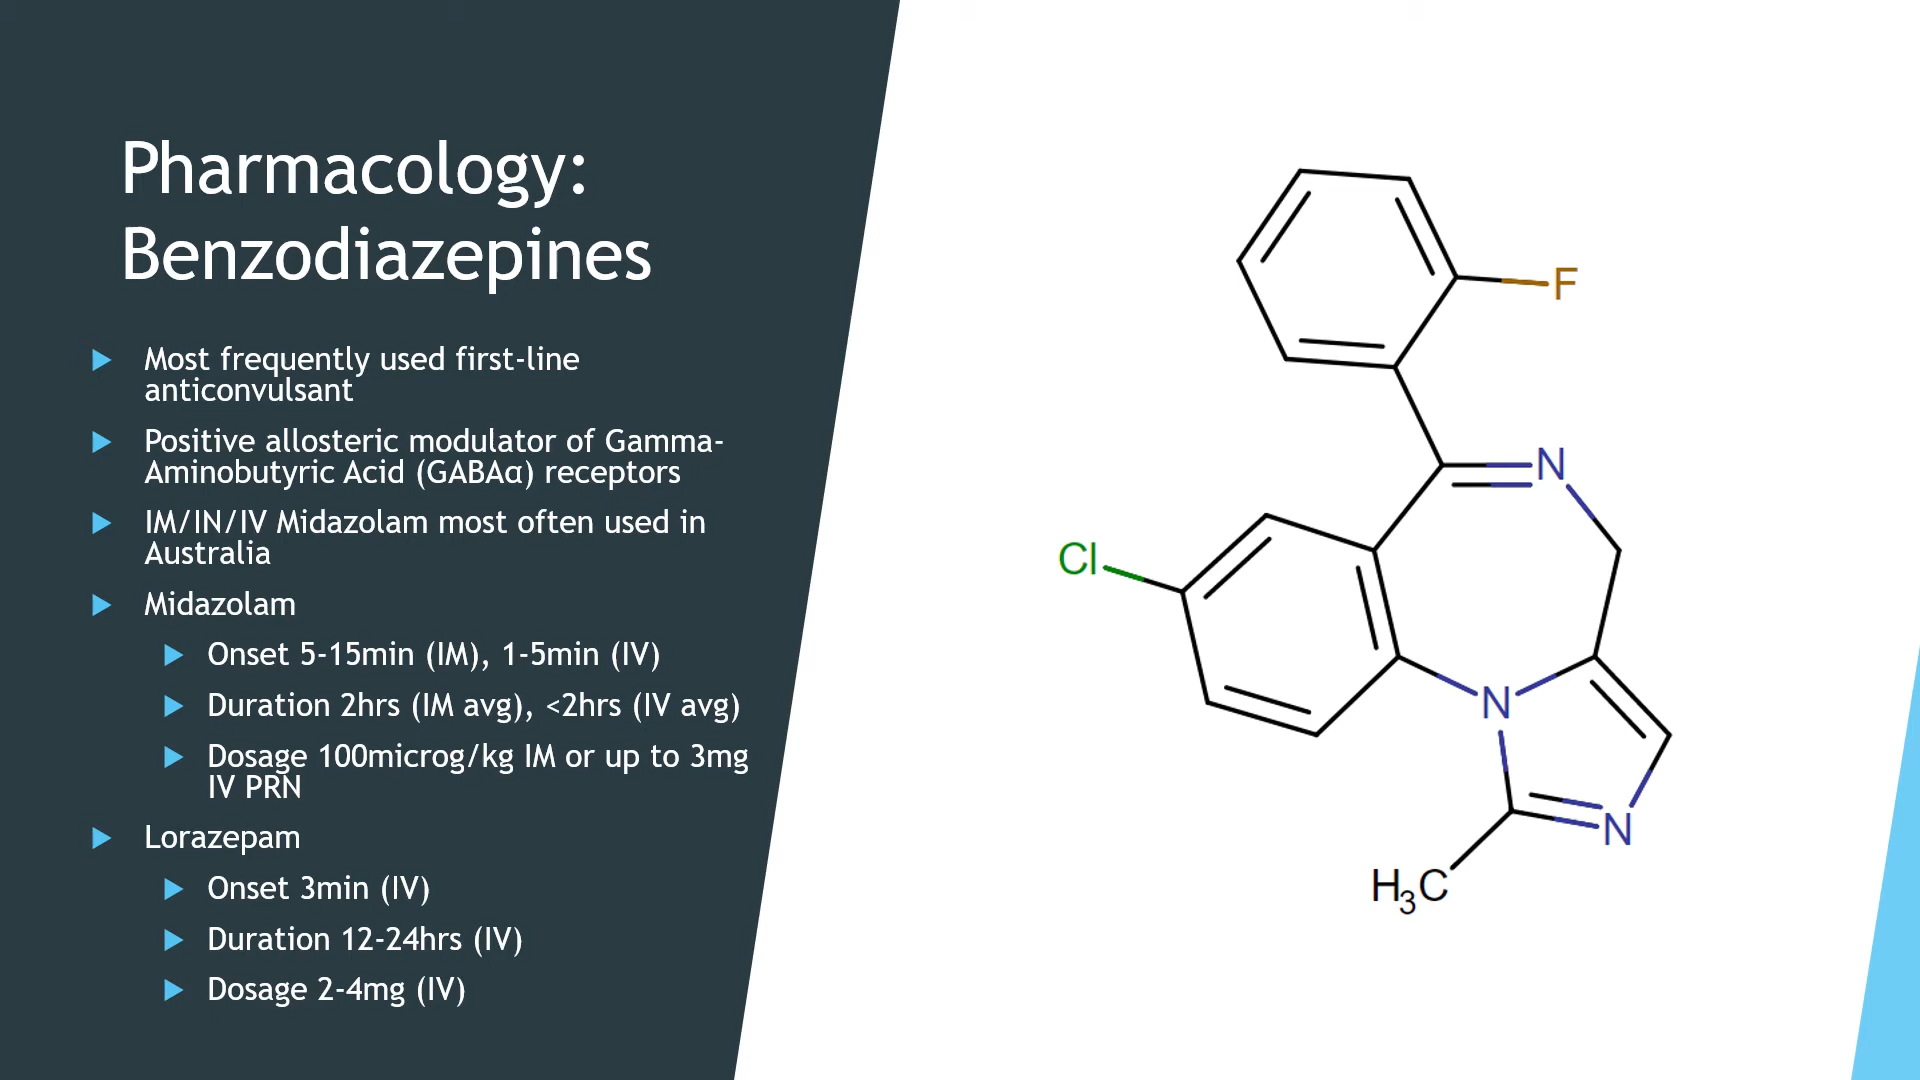 Pharmacology:
Benzodiazepines
Most frequently used first-line
anticonvulsant
Positive allosteric modulator of Gamma-
Aminobutyric Acid (GABAα) receptors
IM/IN/IV Midazolam most often used in
Australia
Midazolam
Onset 5-15min (IM), 1-5min (IV)
Duration 2hrs (IM avg), <2hrs (IV avg)
Dosage 100microg/kg IM or up to 3mg
IV PRN
Lorazepam
Onset 3min (IV)
Duration 12-24hrs (IV)
Dosage 2-4mg (IV)
F
N
Cl
N
N
H3C